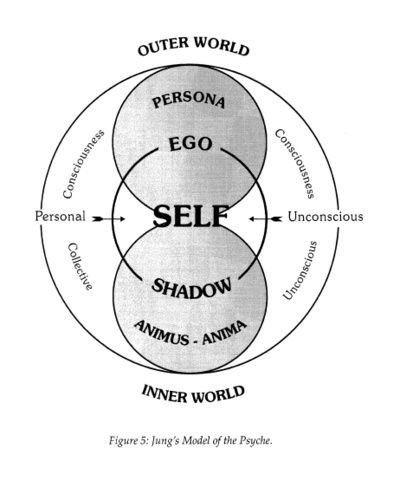 OUTER WORLD
PERSONA
EGO
Consciousness
Consciousness
Personal
SELF
Unconscious
Collective
Unconscious
SHADOW
ANIMUS - ANIMA
INNER WORLD
Figure 5: Jung's Model of the Psyche.